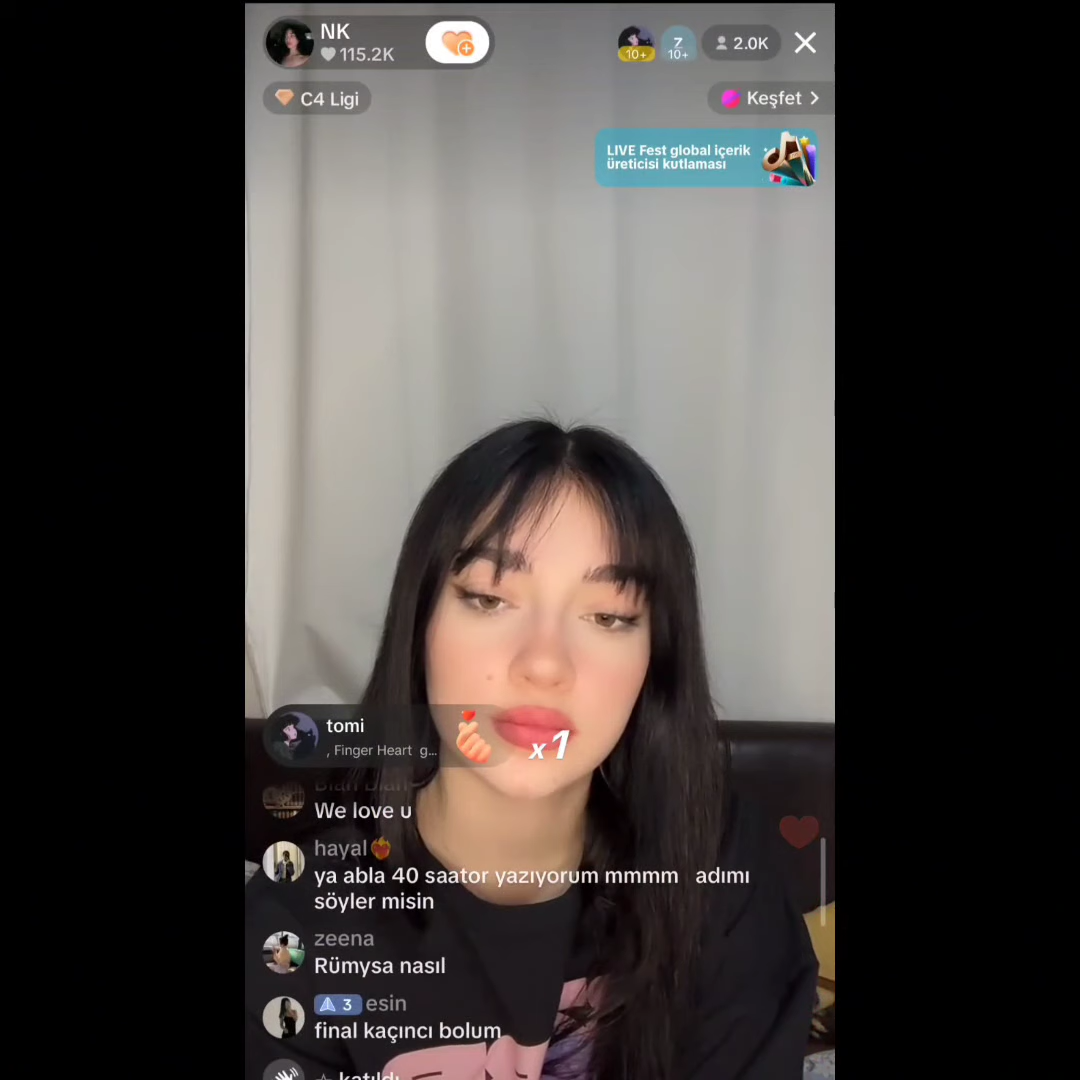 NK
115.2K
10+
Z
10+
2.0K
C4 Ligi
Keşfet
LIVE Fest global içerik
üreticisi kutlaması
tomi
, Finger Heart g...
x1
We love u
hayal
ya abla 40 saator yazıyorum mmmm adımı
söyler misin
zeena
Rümysa nasıl
3 esin
final kaçıncı bolum
katıldı